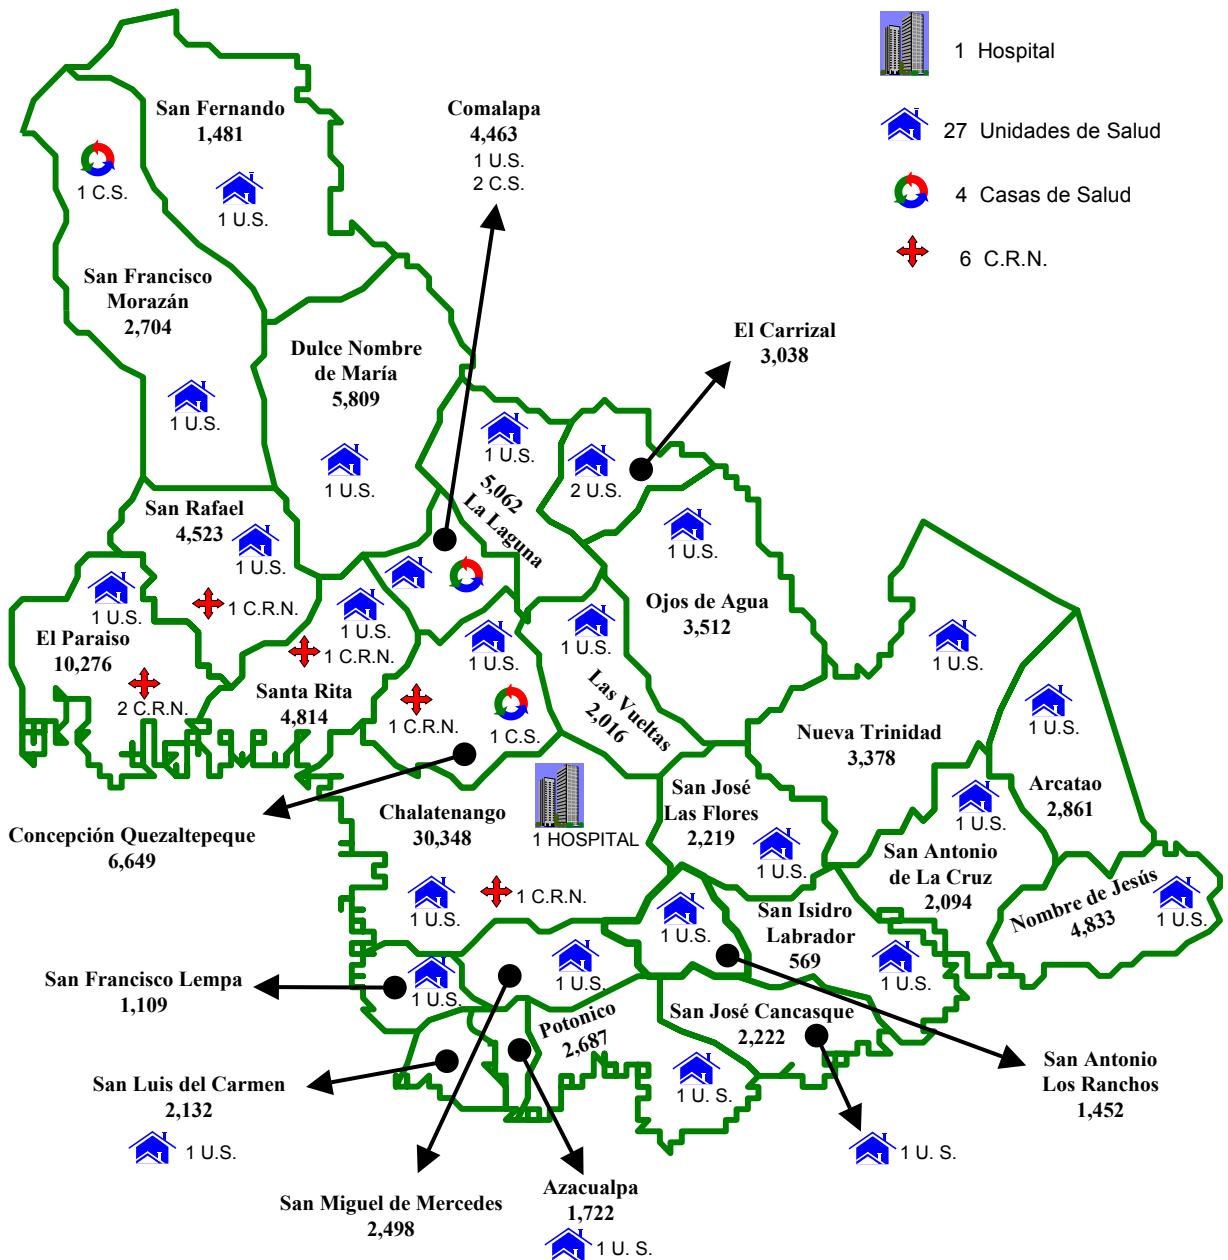 1 Hospital
27 Unidades de Salud
4 Casas de Salud
6 C.R.N.
San Fernando
1,481
1 U.S.
1 C.S.
San Francisco
Morazán
2,704
1 U.S.
Comalapa
4,463
1 U.S.
2 C.S.
Dulce Nombre
de María
5,809
1 U.S.
El Carrizal
3,038
2 U.S.
1 U.S.
5,062
La Laguna
San Rafael
4,523
1 U.S.
1 C.R.N.
1 U.S.
El Paraiso
10,276
2 C.R.N.
1 U.S.
1 C.R.N.
Santa Rita
4,814
1 U.S.
1 C.R.N.
1 C.S.
Concepción Quezaltepeque
6,649
1 U.S.
Las Vueltas
2,016
1 U.S.
Ojos de Agua
3,512
1 U.S.
Nueva Trinidad
3,378
1 U.S.
Arcatao
2,861
1 U.S.
San Antonio
de La Cruz
2,094
Nombre de Jesús
4,833
1 U.S.
San José
Las Flores
2,219
1 U.S.
Chalatenango
30,348
1 HOSPITAL
1 U.S.
1 C.R.N.
San Isidro
Labrador
569
1 U.S.
1 U.S.
San Antonio
Los Ranchos
1,452
San Francisco Lempa
1,109
1 U.S.
1 U.S.
San Miguel de Mercedes
2,498
Potonico
2,687
1 U. S.
San José Cancasque
2,222
1 U. S.
San Luis del Carmen
2,132
1 U.S.
Azacualpa
1,722
1 U. S.